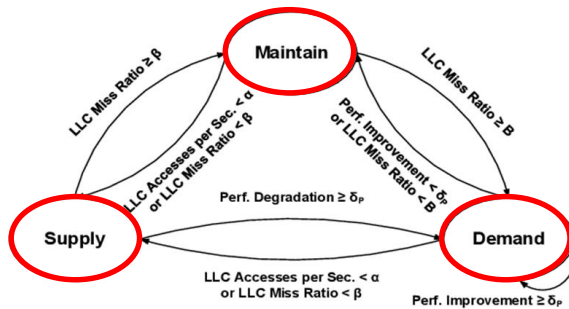 Maintain
LLC Miss Ratio ≥ β
LLC Accesses per Sec. < α
or LLC Miss Ratio < β
Perf. Improvement < δP
or LLC Miss Ratio < B
LLC Miss Ratio ≥ B
Supply
Perf. Degradation ≥ δP
Demand
LLC Accesses per Sec. < α
or LLC Miss Ratio < β
Perf. Improvement ≥ δP